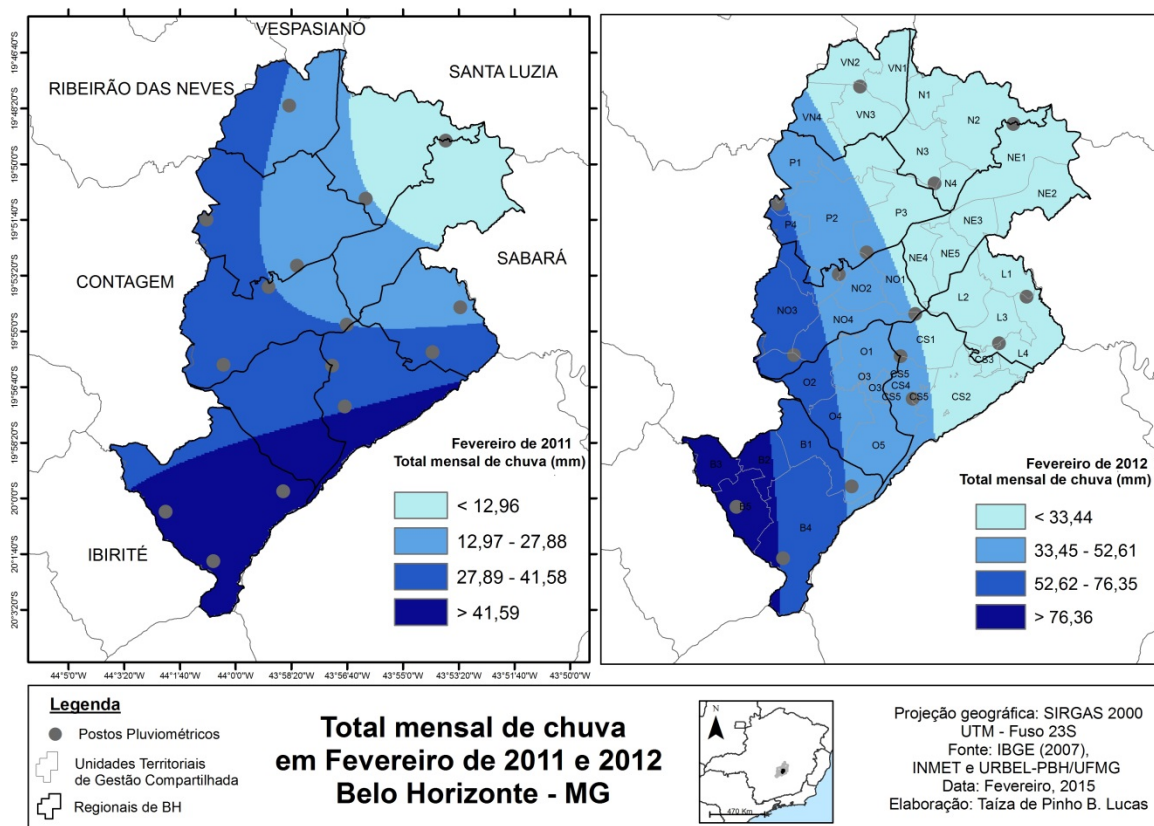 VESPASIANO
RIBEIRÃO DAS NEVES
SANTA LUZIA
CONTAGEM
SABARÁ
IBIRITÉ
19°46'40"S
19°48'20"S
19°50'0"S
19°51'40"S
19°53'20"S
19°55'0"S
19°56'40"S
19°58'20"S
20°0'0"S
20°11'40"S
20°3'20"S
44°5'0"W
44°3'20"W
44°1'40"W
44°0'0"W
43°58'20"W
43°56'40"W
43°55'0"W
43°53'20"W
43°51'40"W
43°50'0"W
Fevereiro de 2011
Total mensal de chuva (mm)
< 12,96
12,97 - 27,88
27,89 - 41,58
> 41,59
VN2
VN1
N1
VN4
VN3
N2
P1
N3
NE1
N4
NE2
P4
P2
P3
NE3
NE4
NE5
L1
NO2
NO1
L2
NO3
NO4
L3
CS1
O1
CS3
L4
O2
O3
CS5
O3
CS4
CS5
CS5
CS2
O4
B1
O5
B3
B2
B5
B4
Fevereiro de 2012
Total mensal de chuva (mm)
< 33,44
33,45 - 52,61
52,62 - 76,35
> 76,36
Legenda
Postos Pluviométricos
Unidades Territoriais
de Gestão Compartilhada
Regionais de BH
Total mensal de chuva
em Fevereiro de 2011 e 2012
Belo Horizonte - MG
N
470 Km
Projeção geográfica: SIRGAS 2000
UTM - Fuso 23S
Fonte: IBGE (2007),
INMET e URBEL-PBH/UFMG
Data: Fevereiro, 2015
Elaboração: Taíza de Pinho B. Lucas